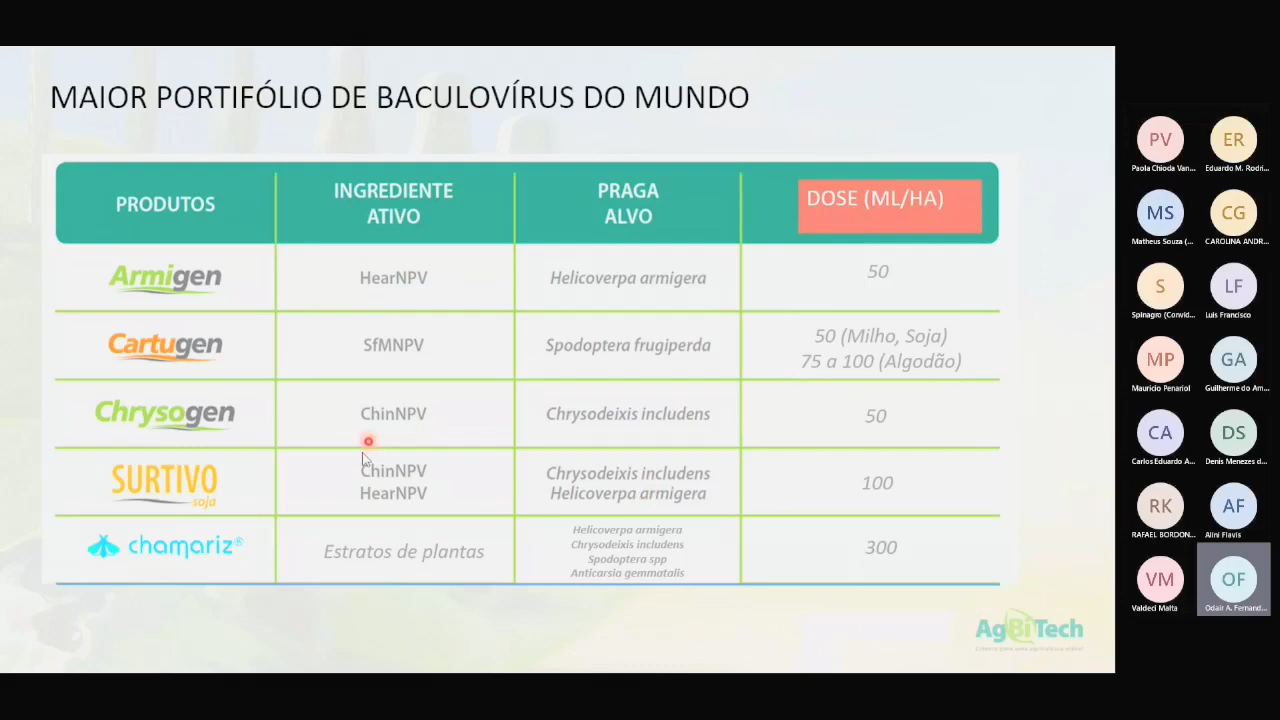 MAIOR PORTIFÓLIO DE BACULOVÍRUS DO MUNDO
PRODUTOS
INGREDIENTE
ATIVO
PRAGA
ALVO
DOSE (ML/HA)
Armigen
HearNPV
Helicoverpa armigera
50
Cartugen
SfMNPV
Spodoptera frugiperda
50 (Milho, Soja)
75 a 100 (Algodão)
Chrysogen
ChinNPV
Chrysodeixis includens
50
SURTIVO
soja
ChinNPV
HearNPV
Chrysodeixis includens
Helicoverpa armigera
100
chamariz®
Estratos de plantas
Helicoverpa armigera
Chrysodeixis includens
Spodoptera spp
Anticarsia gemmatalis
300
AgBiTech
PV
Paola Chioda Van...
ER
Eduardo M. Rodri...
MS
Matheus Souza (...
CG
CAROLINA ANDR...
S
Spinagro (Convid...
LF
Luis Francisco
MP
Mauricio Penariol
GA
Guilherme do Am...
CA
Carlos Eduardo A...
DS
Denis Menezes d...
RK
RAFAEL BORDON...
AF
Alini Flavis
VM
Valdeci Malta
OF
Odair A. Fernand...